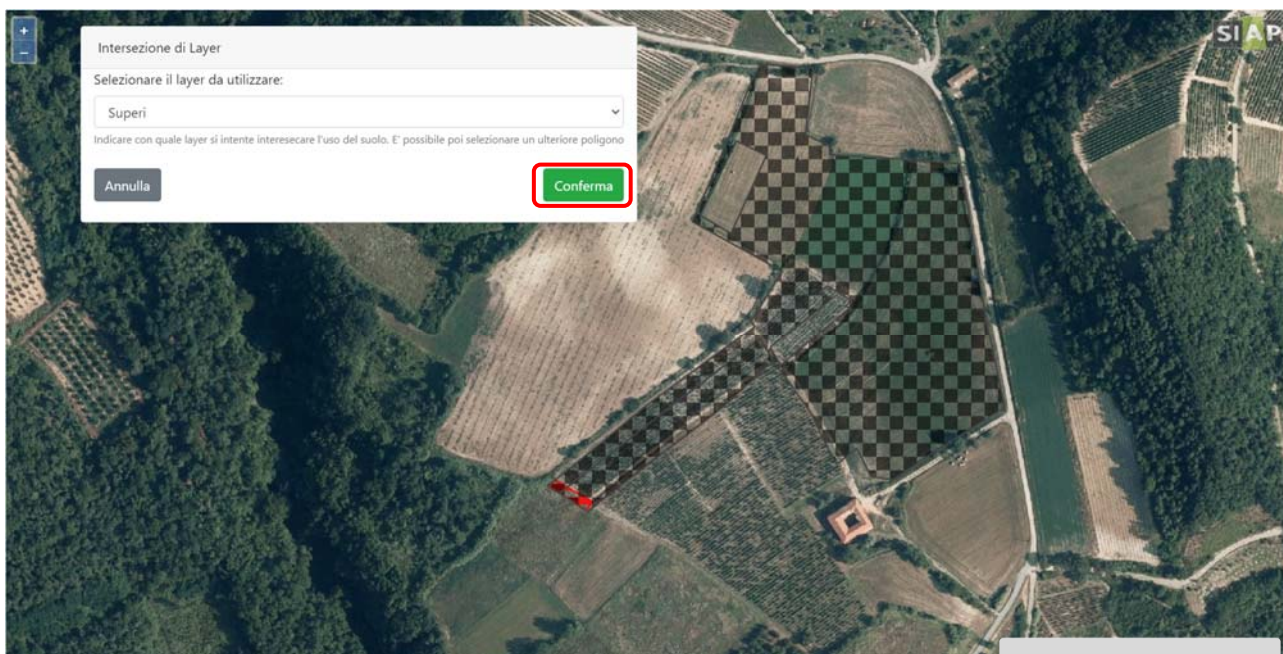 +
SIAP
−
Intersezione di Layer
Selezionare il layer da utilizzare:
Superi
Indicare con quale layer si intente interesecare l'uso del suolo. E' possibile poi selezionare un ulteriore poligono
Annulla
Conferma